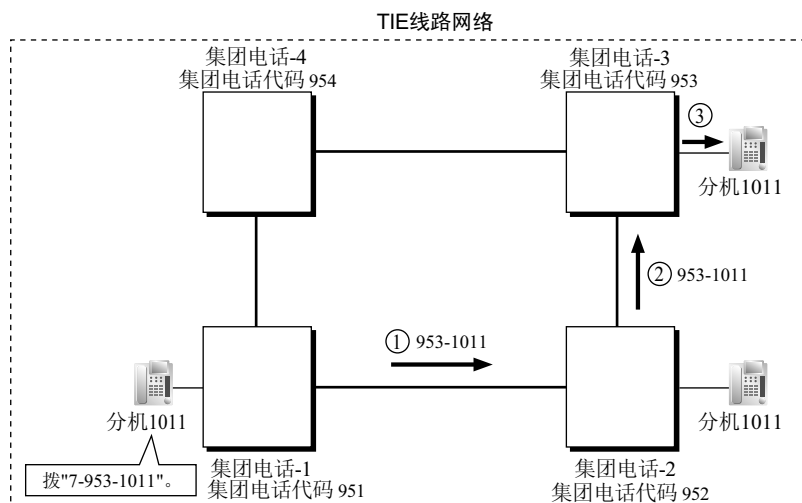 TIE线路网络
集团电话-4
集团电话代码 954
集团电话-3
集团电话代码 953
③
分机1011
② 953-1011
① 953-1011
分机1011
分机1011
拨"7-953-1011"。
集团电话-1
集团电话代码 951
集团电话-2
集团电话代码 952